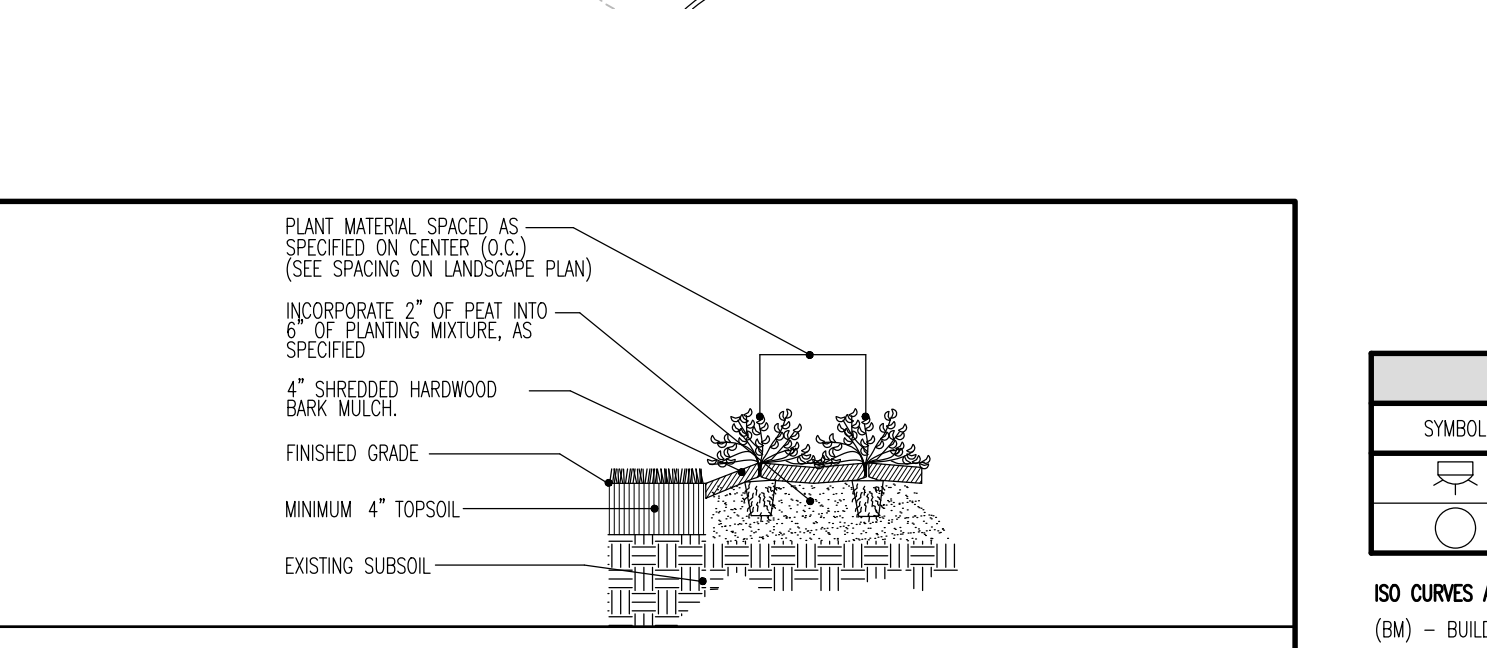 PLANT MATERIAL SPACED AS
SPECIFIED ON CENTER (O.C.)
(SEE SPACING ON LANDSCAPE PLAN)
INCORPORATE 2" OF PEAT INTO
6" OF PLANTING MIXTURE, AS
SPECIFIED
4" SHREDDED HARDWOOD
BARK MULCH.
FINISHED GRADE
MINIMUM 4" TOPSOIL
EXISTING SUBSOIL
SYMBOL
ISO CURVES
(BM) –